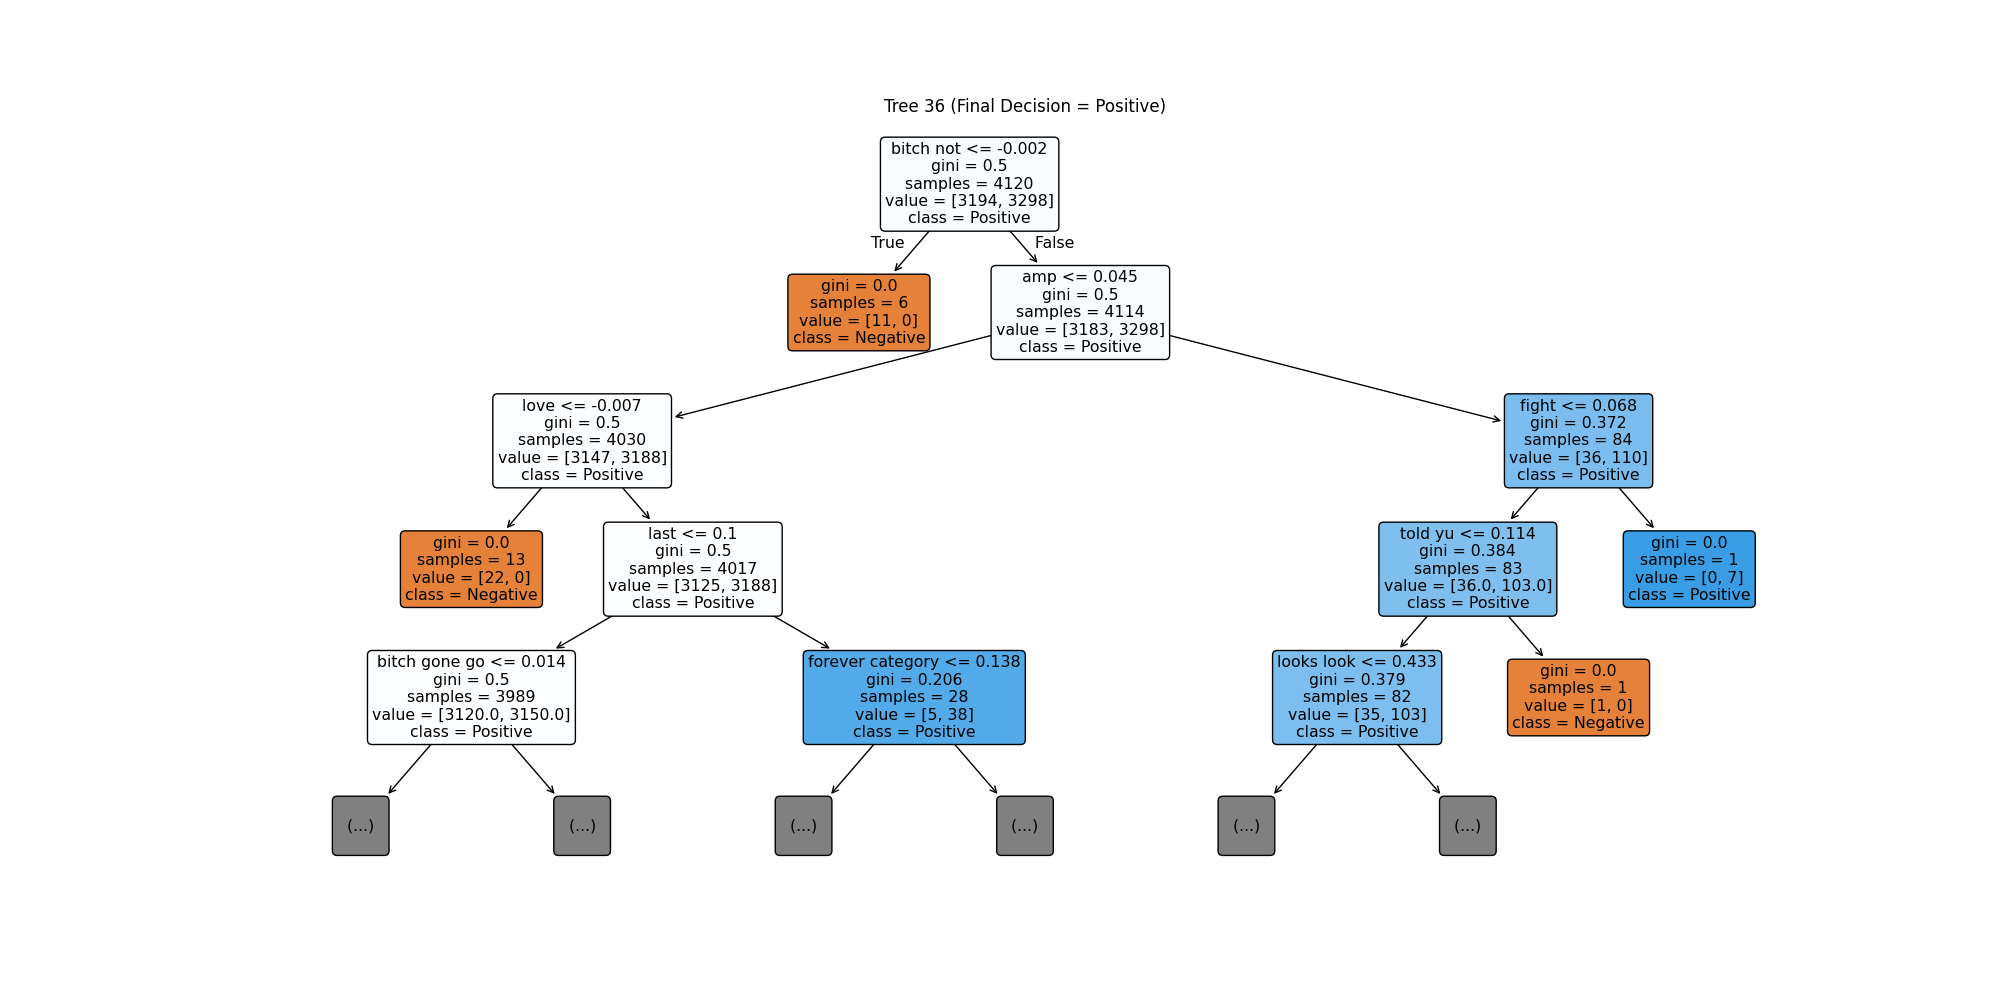 Tree 36 (Final Decision = Positive)
bitch not <= -0.002
gini = 0.5
samples = 4120
value = [3194, 3298]
class = Positive
True
False
gini = 0.0
samples = 6
value = [11, 0]
class = Negative
amp <= 0.045
gini = 0.5
samples = 4114
value = [3183, 3298]
class = Positive
love <= -0.007
gini = 0.5
samples = 4030
value = [3147, 3188]
class = Positive
fight <= 0.068
gini = 0.372
samples = 84
value = [36, 110]
class = Positive
gini = 0.0
samples = 13
value = [22, 0]
class = Negative
last <= 0.1
gini = 0.5
samples = 4017
value = [3125, 3188]
class = Positive
told yu <= 0.114
gini = 0.384
samples = 83
value = [36.0, 103.0]
class = Positive
gini = 0.0
samples = 1
value = [0, 7]
class = Positive
bitch gone go <= 0.014
gini = 0.5
samples = 3989
value = [3120.0, 3150.0]
class = Positive
forever category <= 0.138
gini = 0.206
samples = 28
value = [5, 38]
class = Positive
looks look <= 0.433
gini = 0.379
samples = 82
value = [35, 103]
class = Positive
gini = 0.0
samples = 1
value = [1, 0]
class = Negative
(...)
(...)
(...)
(...)
(...)
(...)